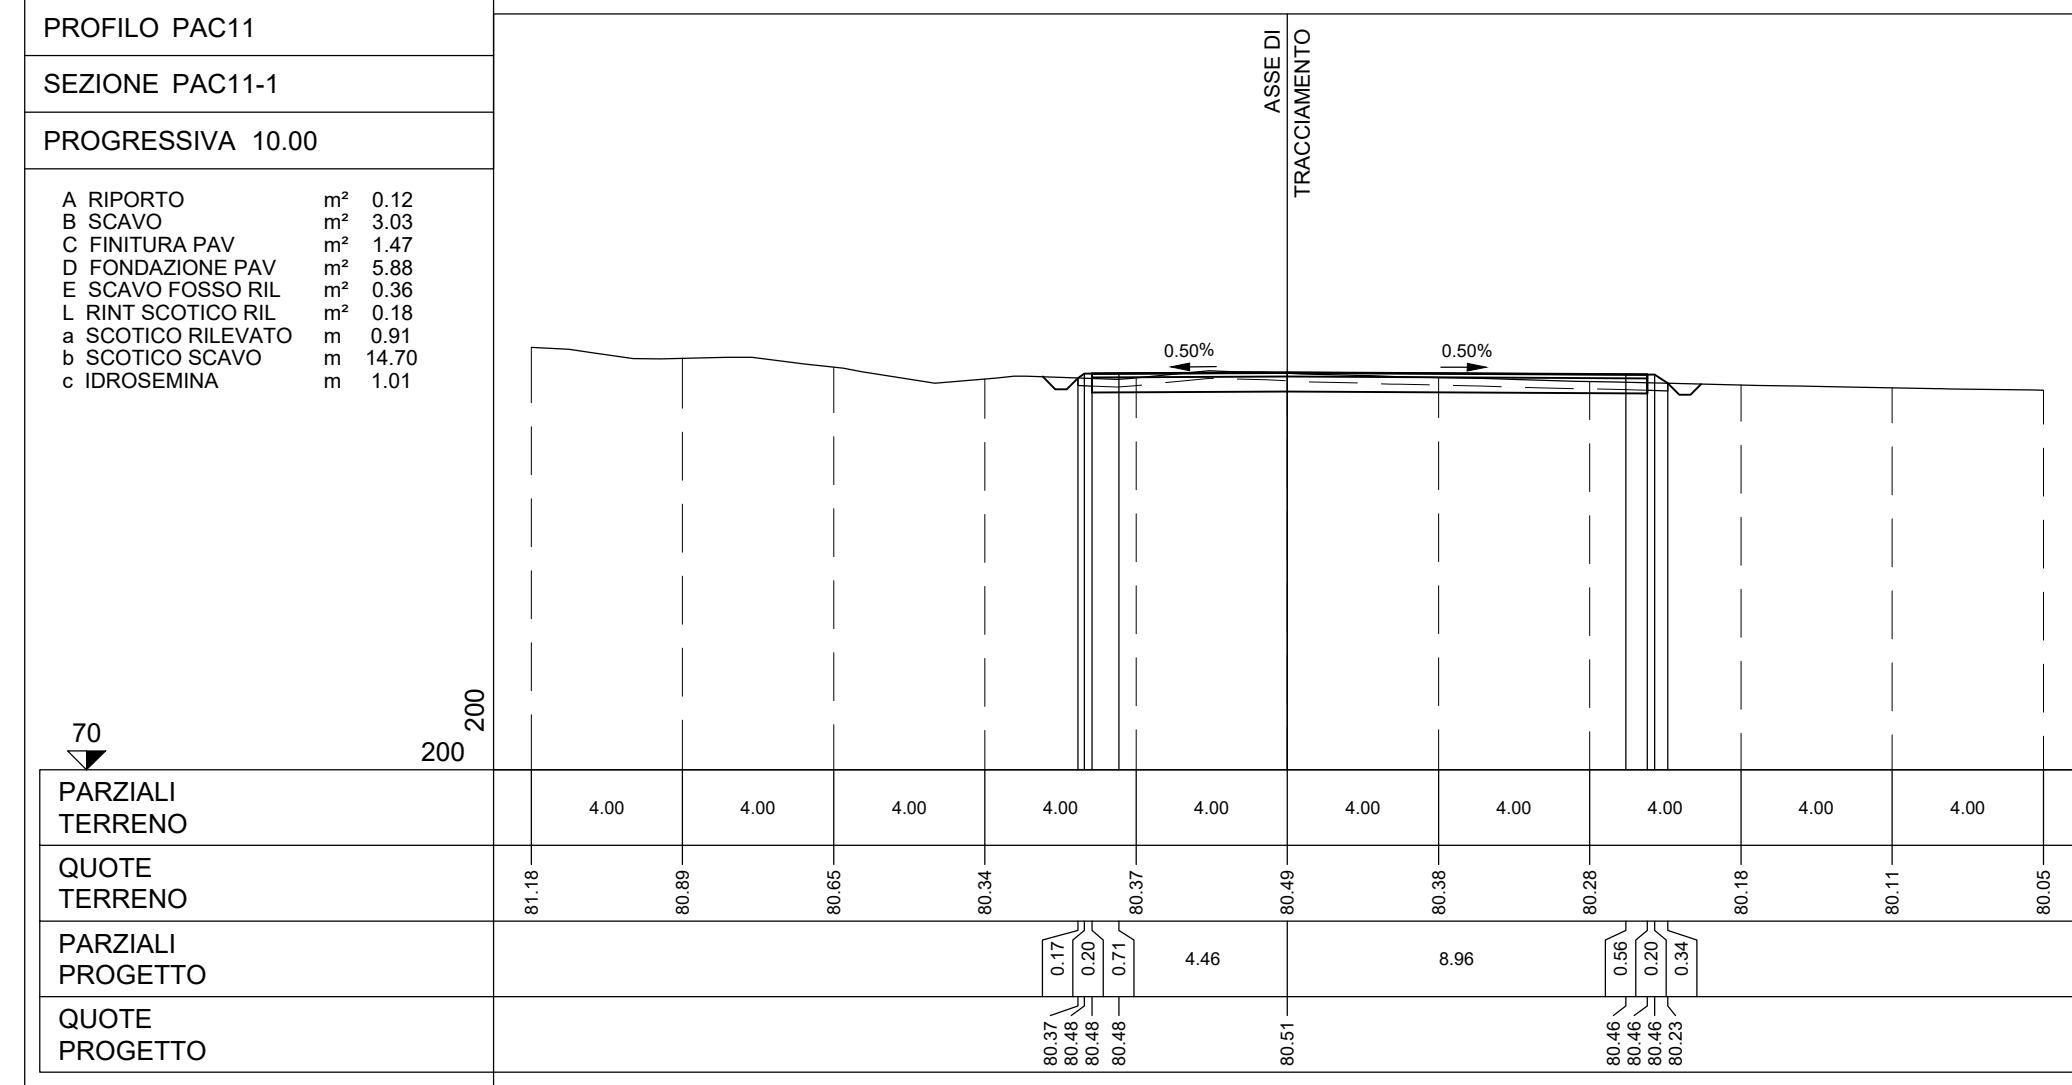 PROFILO PAC11
SEZIONE PAC11-1
PROGRESSIVA 10.00
A RIPORTO m² 0.12
B SCAVO m² 3.03
C FINITURA PAV m² 1.47
D FONDAZIONE PAV m² 5.88
E SCAVO FOSSO RIL m² 0.36
L RINT SCOTICO RIL m² 0.18
a SCOTICO RILEVATO m 0.91
b SCOTICO SCAVO m 14.70
c IDROSEMINA m 1.01
ASSE DI
TRACCIAMENTO
0.50% 0.50%
70
200
200
PARZIALI
TERRENO
4.00 4.00 4.00 4.00 4.00 4.00 4.00 4.00 4.00 4.00
QUOTE
TERRENO
81.18 80.89 80.65 80.34 80.37 80.49 80.38 80.28 80.18 80.11 80.05
PARZIALI
PROGETTO
0.17 0.20 0.71 4.46 8.96 0.56 0.20 0.34
QUOTE
PROGETTO
80.37 80.48 80.48 80.48 80.51 80.46 80.46 80.46 80.23